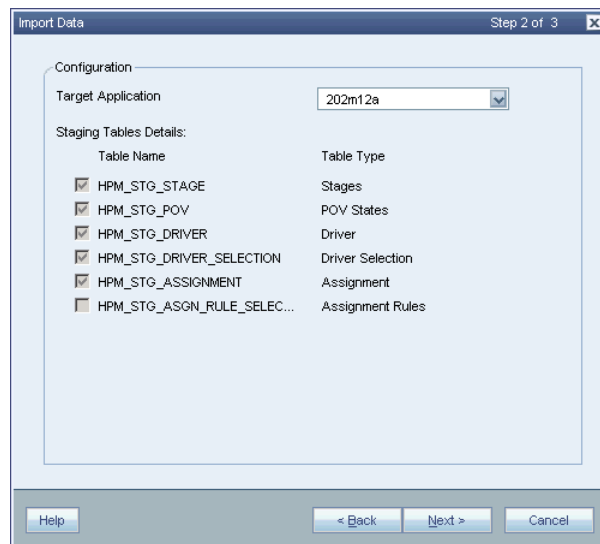 Import Data Step 2 of 3
Configuration
Target Application 202m12a
Staging Tables Details:
Table Name Table Type
HPM_STG_STAGE Stages
HPM_STG_POV POV States
HPM_STG_DRIVER Driver
HPM_STG_DRIVER_SELECTION Driver Selection
HPM_STG_ASSIGNMENT Assignment
HPM_STG_ASGN_RULE_SELEC... Assignment Rules
Help < Back Next > Cancel